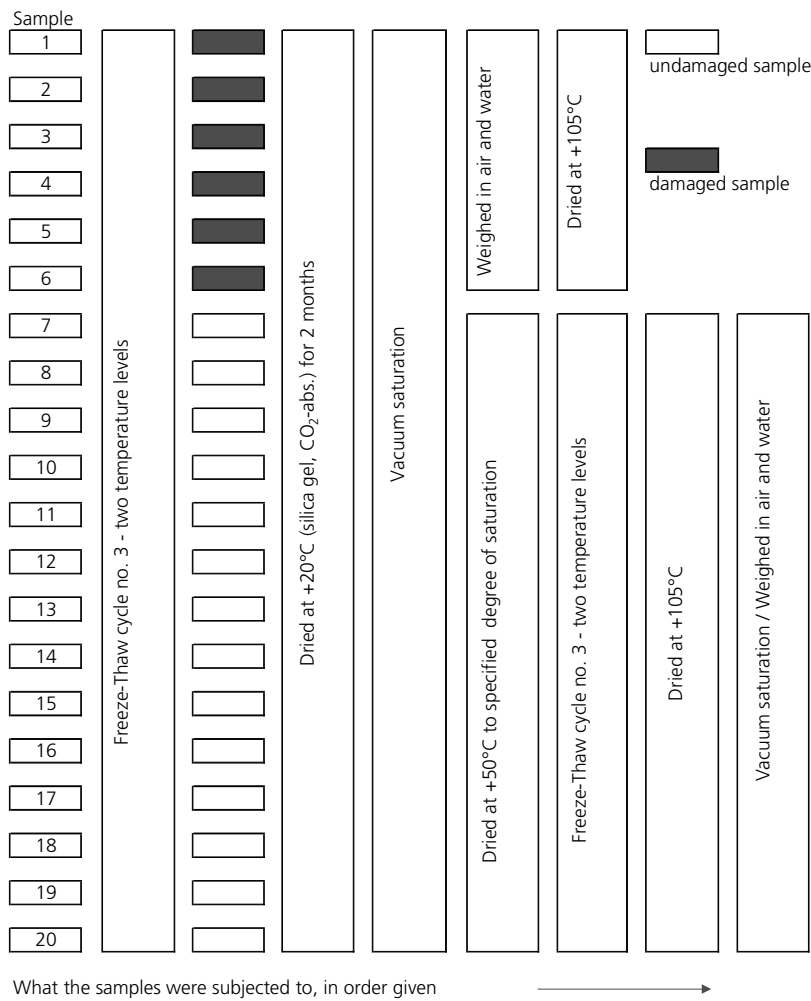 Sample
1
2
3
4
5
6
7
8
9
10
11
12
13
14
15
16
17
18
19
20
Freeze-Thaw cycle no. 3 - two temperature levels
Dried at +20°C (silica gel, CO₂-abs.) for 2 months
Vacuum saturation
Weighed in air and water
Dried at +105°C
undamaged sample
damaged sample
Dried at +50°C to specified degree of saturation
Freeze-Thaw cycle no. 3 - two temperature levels
Dried at +105°C
Vacuum saturation / Weighed in air and water
What the samples were subjected to, in order given